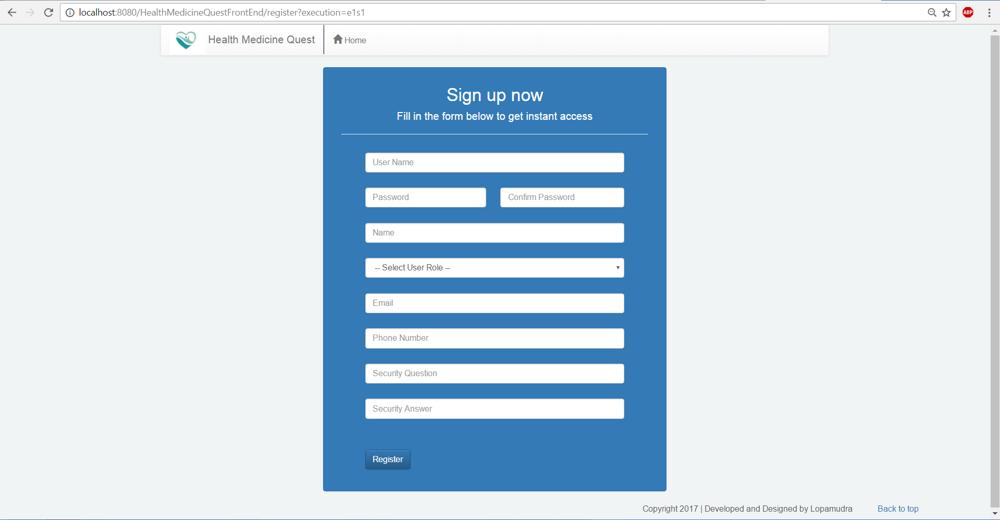 localhost:8080/HealthMedicineQuestFrontEnd/register?execution=e1s1
ABP
Health Medicine Quest Home
Sign up now
Fill in the form below to get instant access
User Name
Password Confirm Password
Name
-- Select User Role --
Email
Phone Number
Security Question
Security Answer
Register
Copyright 2017 | Developed and Designed by Lopamudra Back to top